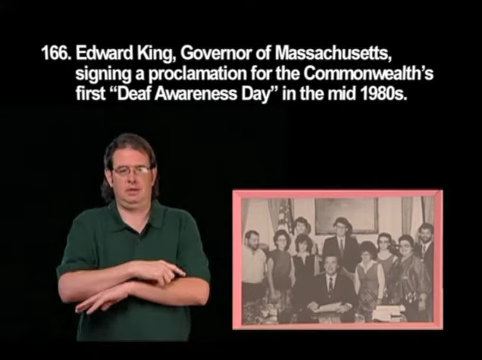 166. Edward King, Governor of Massachusetts,
signing a proclamation for the Commonwealth's
first “Deaf Awareness Day” in the mid 1980s.